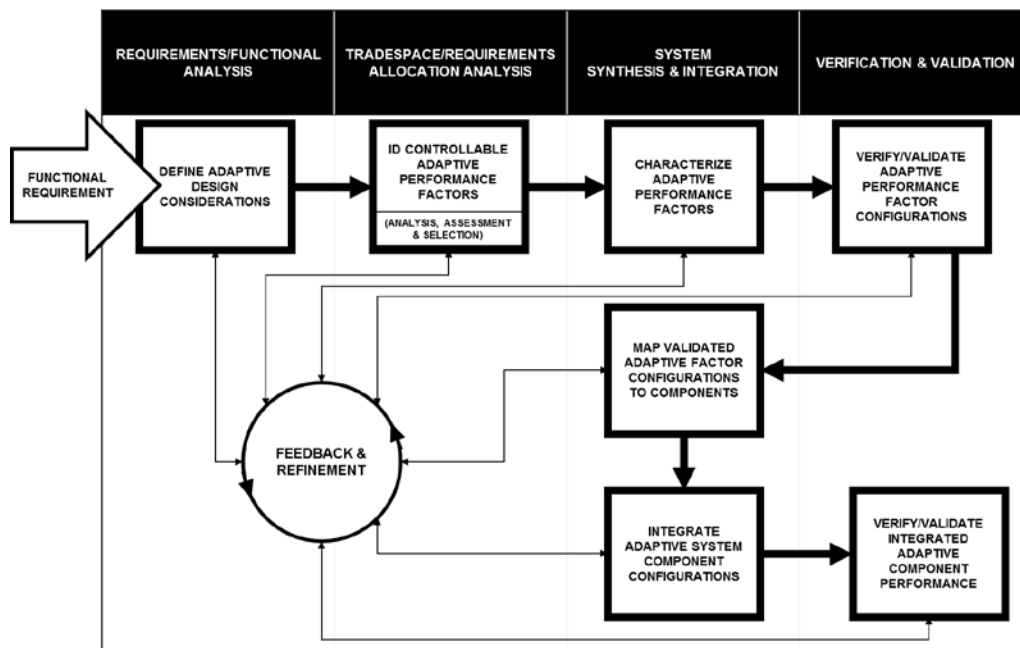 REQUIREMENTS/FUNCTIONAL
ANALYSIS
TRADESPACE/REQUIREMENTS
ALLOCATION ANALYSIS
SYSTEM
SYNTHESIS & INTEGRATION
VERIFICATION & VALIDATION
FUNCTIONAL
REQUIREMENT
DEFINE ADAPTIVE
DESIGN
CONSIDERATIONS
ID CONTROLLABLE
ADAPTIVE
PERFORMANCE
FACTORS
(ANALYSIS, ASSESSMENT
& SELECTION)
CHARACTERIZE
ADAPTIVE
PERFORMANCE
FACTORS
VERIFY/VALIDATE
ADAPTIVE
PERFORMANCE
FACTOR
CONFIGURATIONS
MAP VALIDATED
ADAPTIVE FACTOR
CONFIGURATIONS
TO COMPONENTS
FEEDBACK &
REFINEMENT
INTEGRATE
ADAPTIVE SYSTEM
COMPONENT
CONFIGURATIONS
VERIFY/VALIDATE
INTEGRATED
ADAPTIVE
COMPONENT
PERFORMANCE